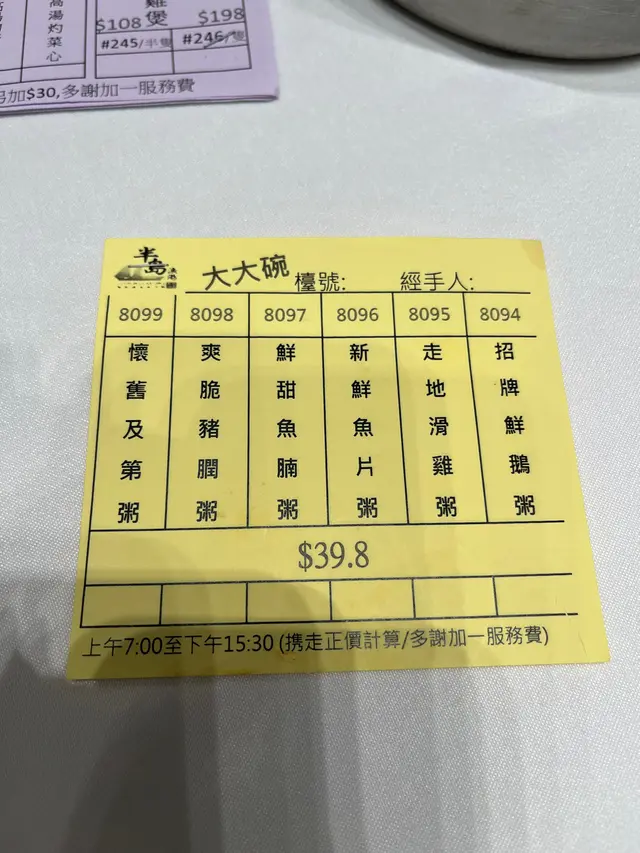 雞煲
$108
$198
#245/半隻
#246/隻
高湯灼菜心
另加$30,多謝加一服務費
半島
漁港
大大碗
檯號:
經手人:
8099
8098
8097
8096
8095
8094
懷舊及第粥
爽脆豬膶粥
鮮甜魚腩粥
新鮮魚片粥
走地滑雞粥
招牌鮮鵝粥
$39.8
上午7:00至下午15:30 (携走正價計算/多謝加一服務費)